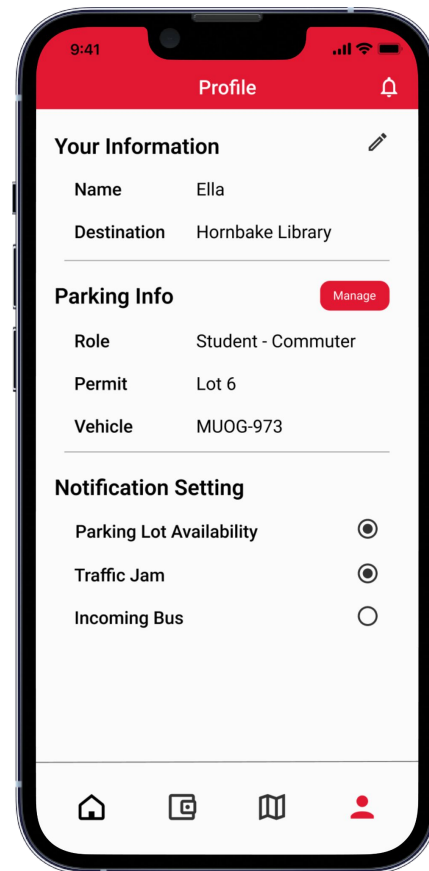 9:41
Profile
Your Information
Name Ella
Destination Hornbake Library
Parking Info Manage
Role Student - Commuter
Permit Lot 6
Vehicle MUOG-973
Notification Setting
Parking Lot Availability
Traffic Jam
Incoming Bus